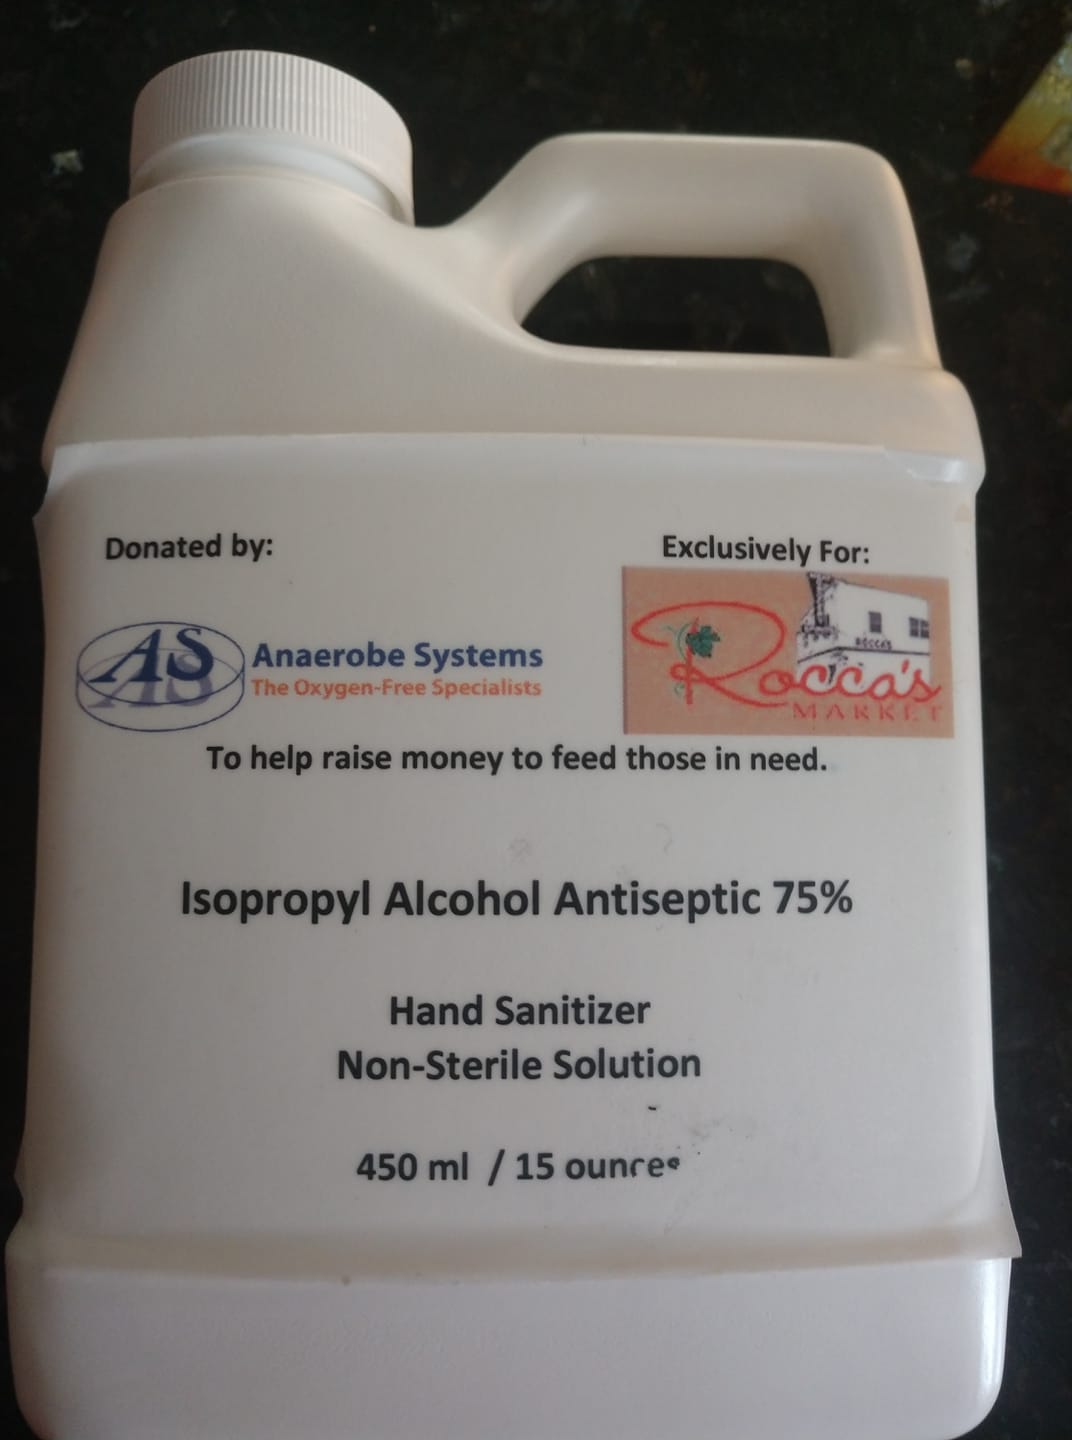 Donated by:
Exclusively For:
AS
Anaerobe Systems
The Oxygen-Free Specialists
ROCCA'S
Rocca's
MARKET
To help raise money to feed those in need.
Isopropyl Alcohol Antiseptic 75%
Hand Sanitizer
Non-Sterile Solution
450 ml / 15 ounces